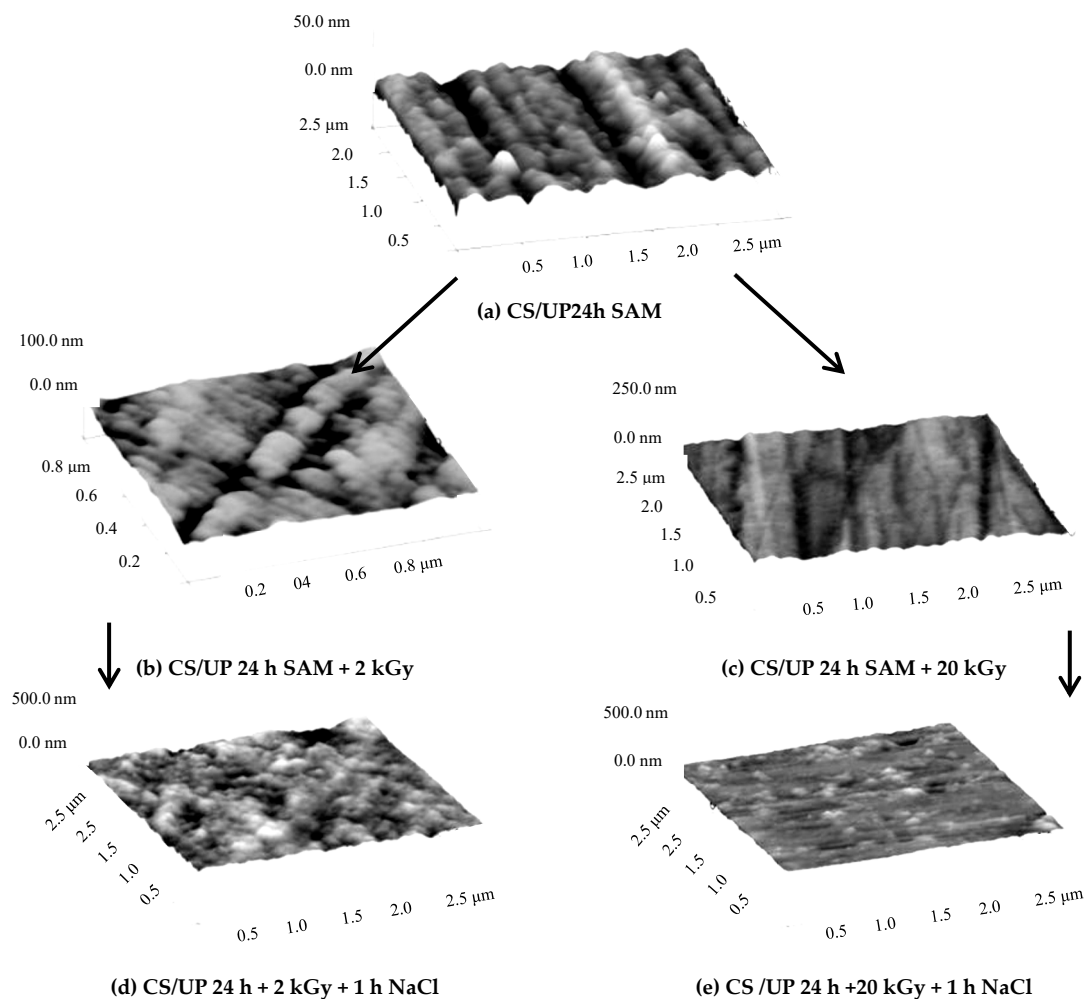 50.0 nm
0.0 nm
2.5 μm
2.0
1.5
1.0
0.5
0.5 1.0 1.5 2.0 2.5 μm
(a) CS/UP24h SAM
100.0 nm
0.0 nm
0.8 μm
0.6
0.4
0.2
0.2 04 0.6 0.8 μm
(b) CS/UP 24 h SAM + 2 kGy
250.0 nm
0.0 nm
2.5 μm
2.0
1.5
1.0
0.5
0.5 1.0 1.5 2.0 2.5 μm
(c) CS/UP 24 h SAM + 20 kGy
500.0 nm
0.0 nm
2.5 μm
2.5
1.5
1.0
0.5
0.5 1.0 1.5 2.0 2.5 μm
(d) CS/UP 24 h + 2 kGy + 1 h NaCl
500.0 nm
0.0 nm
2.5 μm
2.5
1.5
1.0
0.5
0.5 1.0 1.5 2.0 2.5 μm
(e) CS /UP 24 h +20 kGy + 1 h NaCl